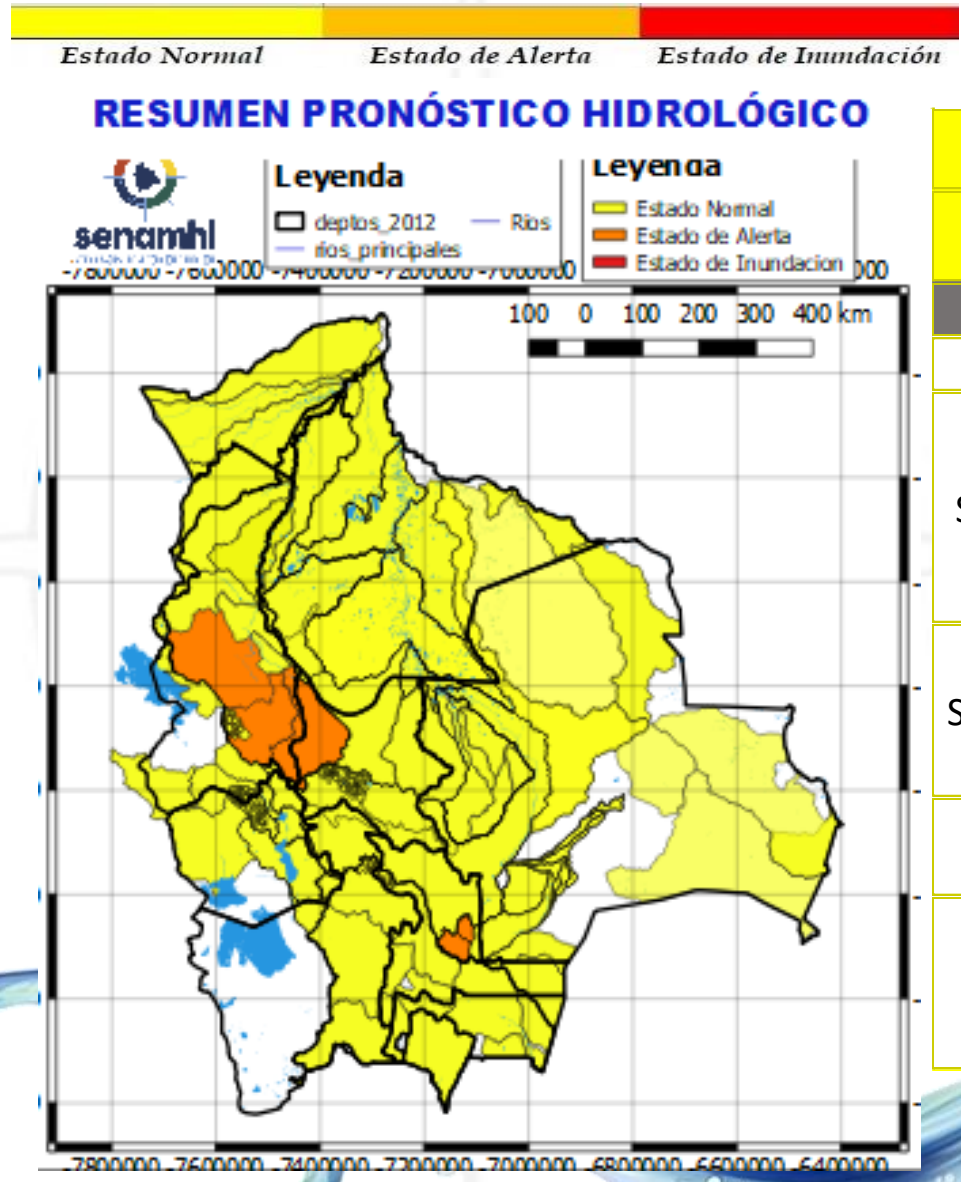 Estado Normal Estado de Alerta Estado de Inundación
RESUMEN PRONÓSTICO HIDROLÓGICO
senamhi
Leyenda
deptos_2012 Rios
rios_principales
Leyenda
Estado Normal
Estado de Alerta
Estado de Inundacion
-7800000 -7600000 -7400000 -7200000 -7000000 000
100 0 100 200 300 400 km
S
S
-7800000 -7600000 -7400000 -7200000 -7000000 -6800000 -6600000 -6400000